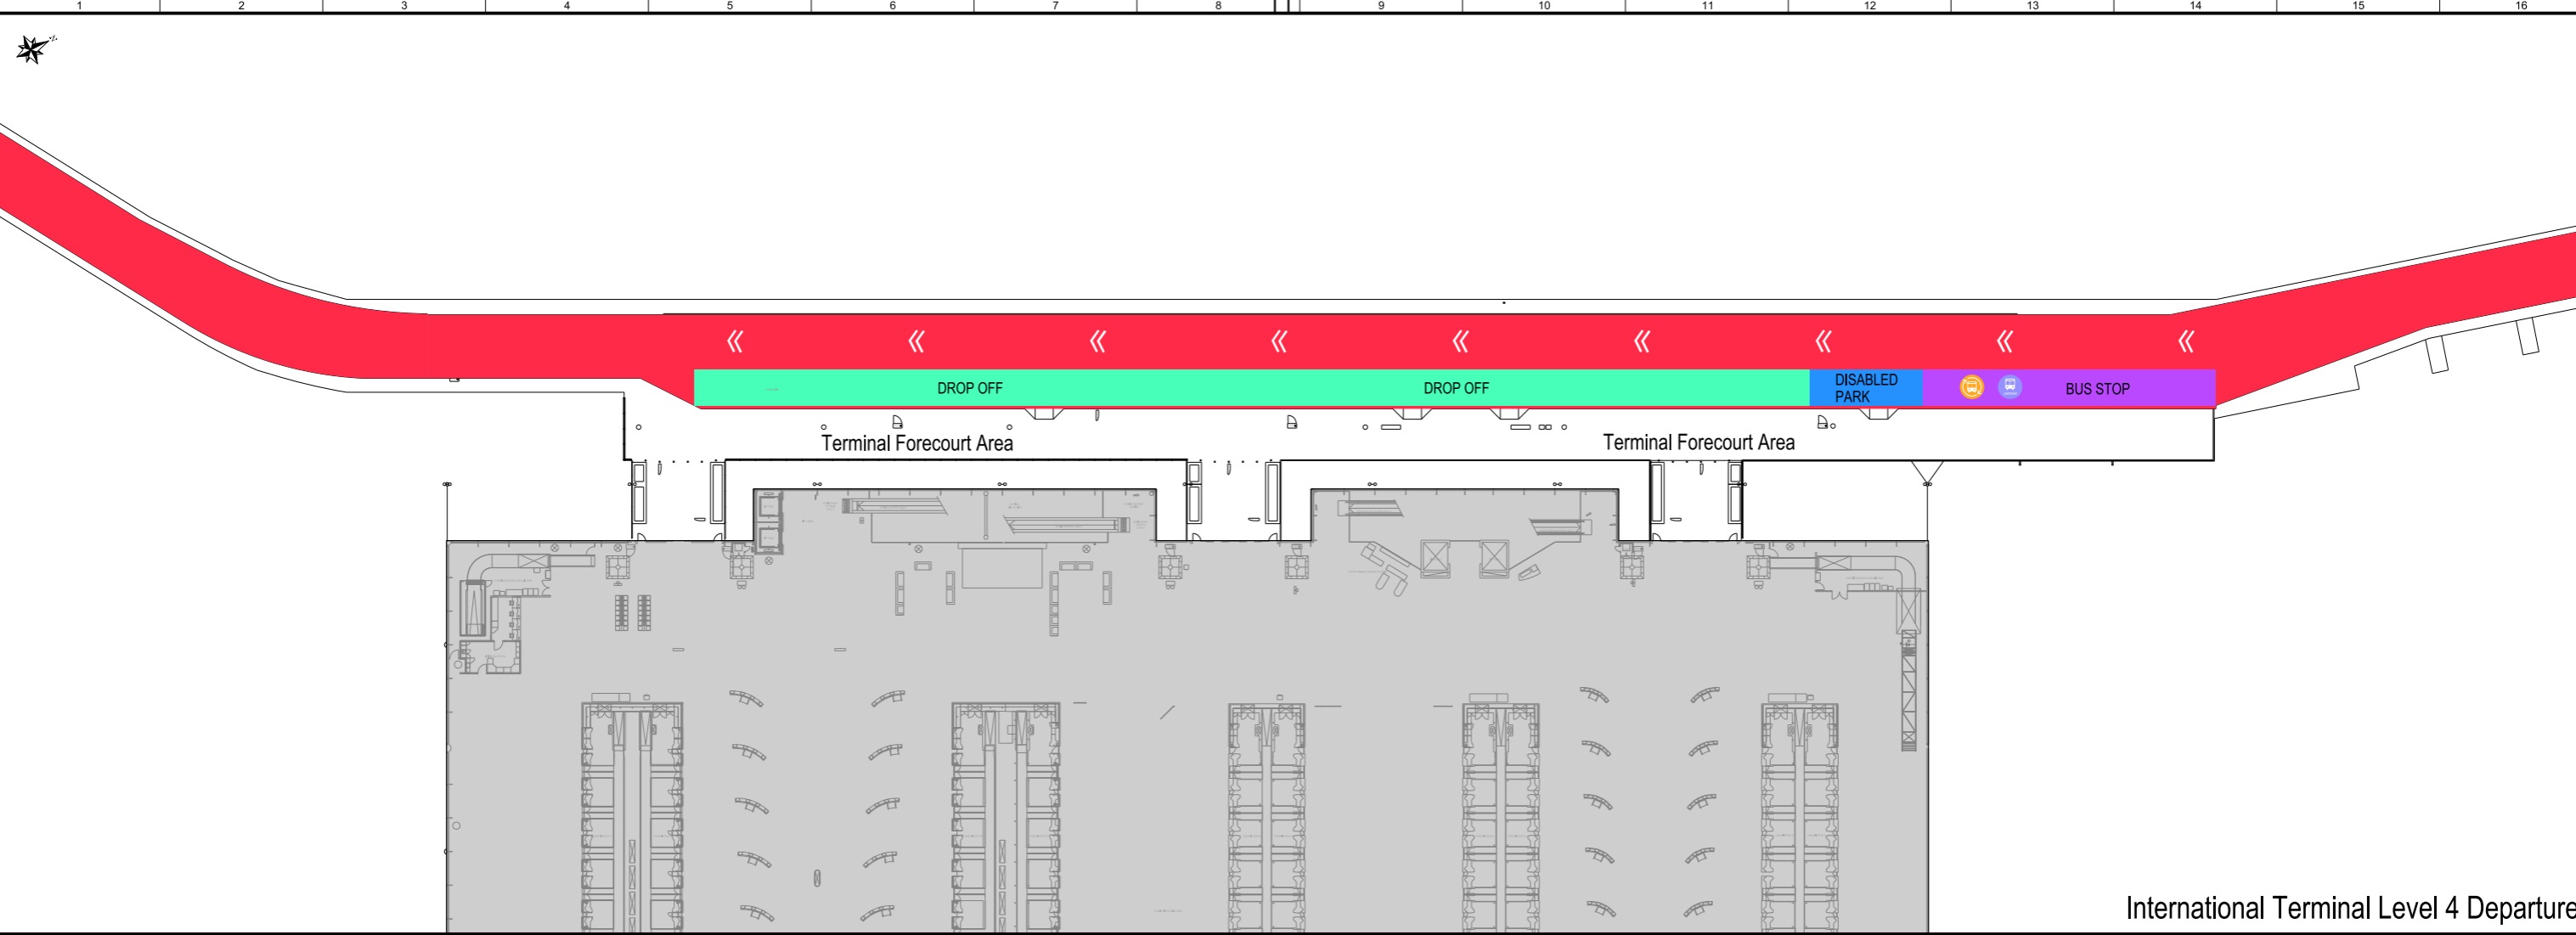 1 2 3 4 5 6 7 8 9 10 11 12 13 14 15 16
DROP OFF DROP OFF DISABLED
PARK BUS STOP
Terminal Forecourt Area Terminal Forecourt Area
International Terminal Level 4 Departure